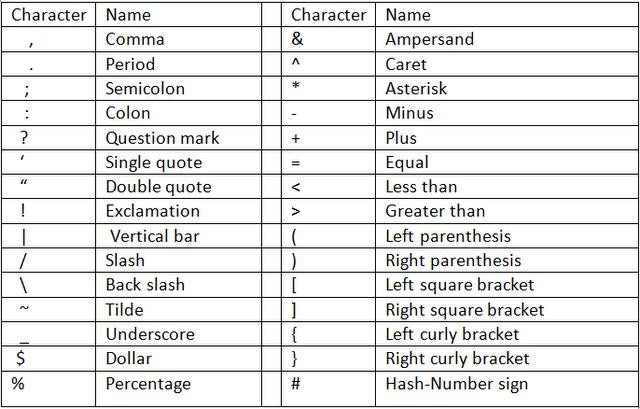 Character Name Character Name
, Comma & Ampersand
. Period ^ Caret
; Semicolon * Asterisk
: Colon - Minus
? Question mark + Plus
‘ Single quote = Equal
“ Double quote < Less than
! Exclamation > Greater than
| Vertical bar ( Left parenthesis
/ Slash ) Right parenthesis
\ Back slash [ Left square bracket
~ Tilde ] Right square bracket
_ Underscore { Left curly bracket
$ Dollar } Right curly bracket
% Percentage # Hash-Number sign